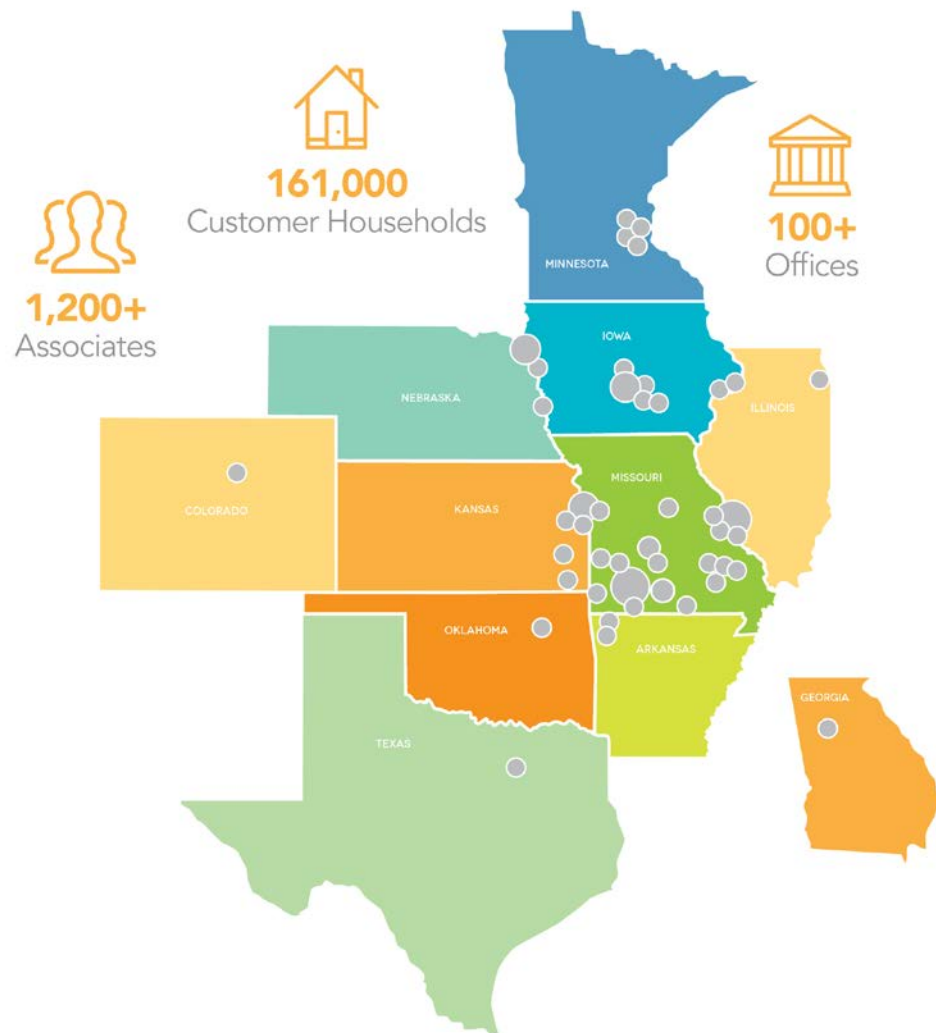 161,000
Customer Households
100+
Offices
1,200+
Associates
MINNESOTA
IOWA
NEBRASKA
ILLINOIS
MISSOURI
COLORADO
KANSAS
OKLAHOMA
ARKANSAS
GEORGIA
TEXAS